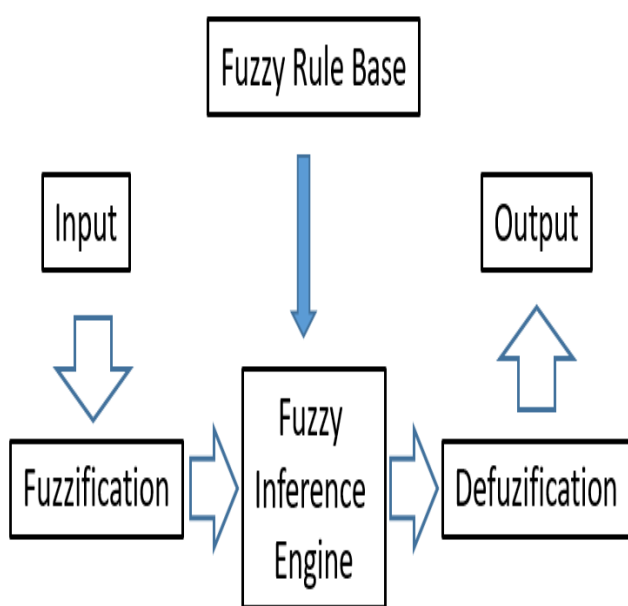 Fuzzy Rule Base
Input
Output
Fuzzification
Fuzzy
Inference
Engine
Defuzification